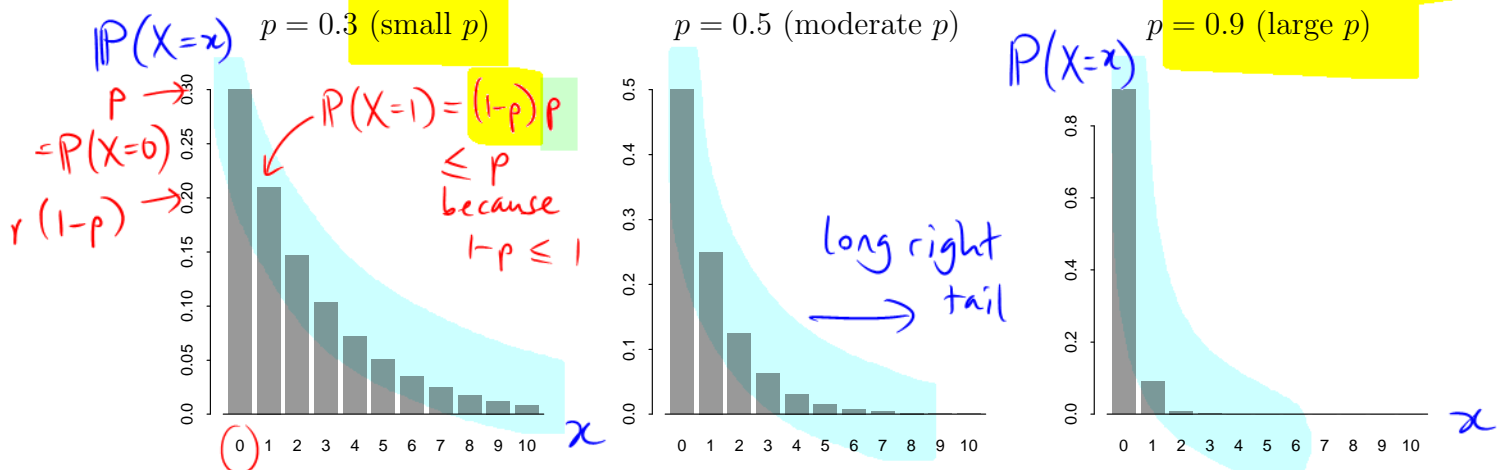 p = 0.3 (small p)
ℙ(X=x)
p →
=ℙ(X=0)
r (1-p) →
ℙ(X=1) = (1-p) p
≤ p
because
1-p ≤ 1
0.30
0.25
0.20
0.15
0.10
0.05
0.0
0 1 2 3 4 5 6 7 8 9 10
x
p = 0.5 (moderate p)
0.5
0.4
0.3
0.2
0.1
0.0
long right
tail
0 1 2 3 4 5 6 7 8 9 10
p = 0.9 (large p)
ℙ(X=x)
0.8
0.6
0.4
0.2
0.0
0 1 2 3 4 5 6 7 8 9 10
x